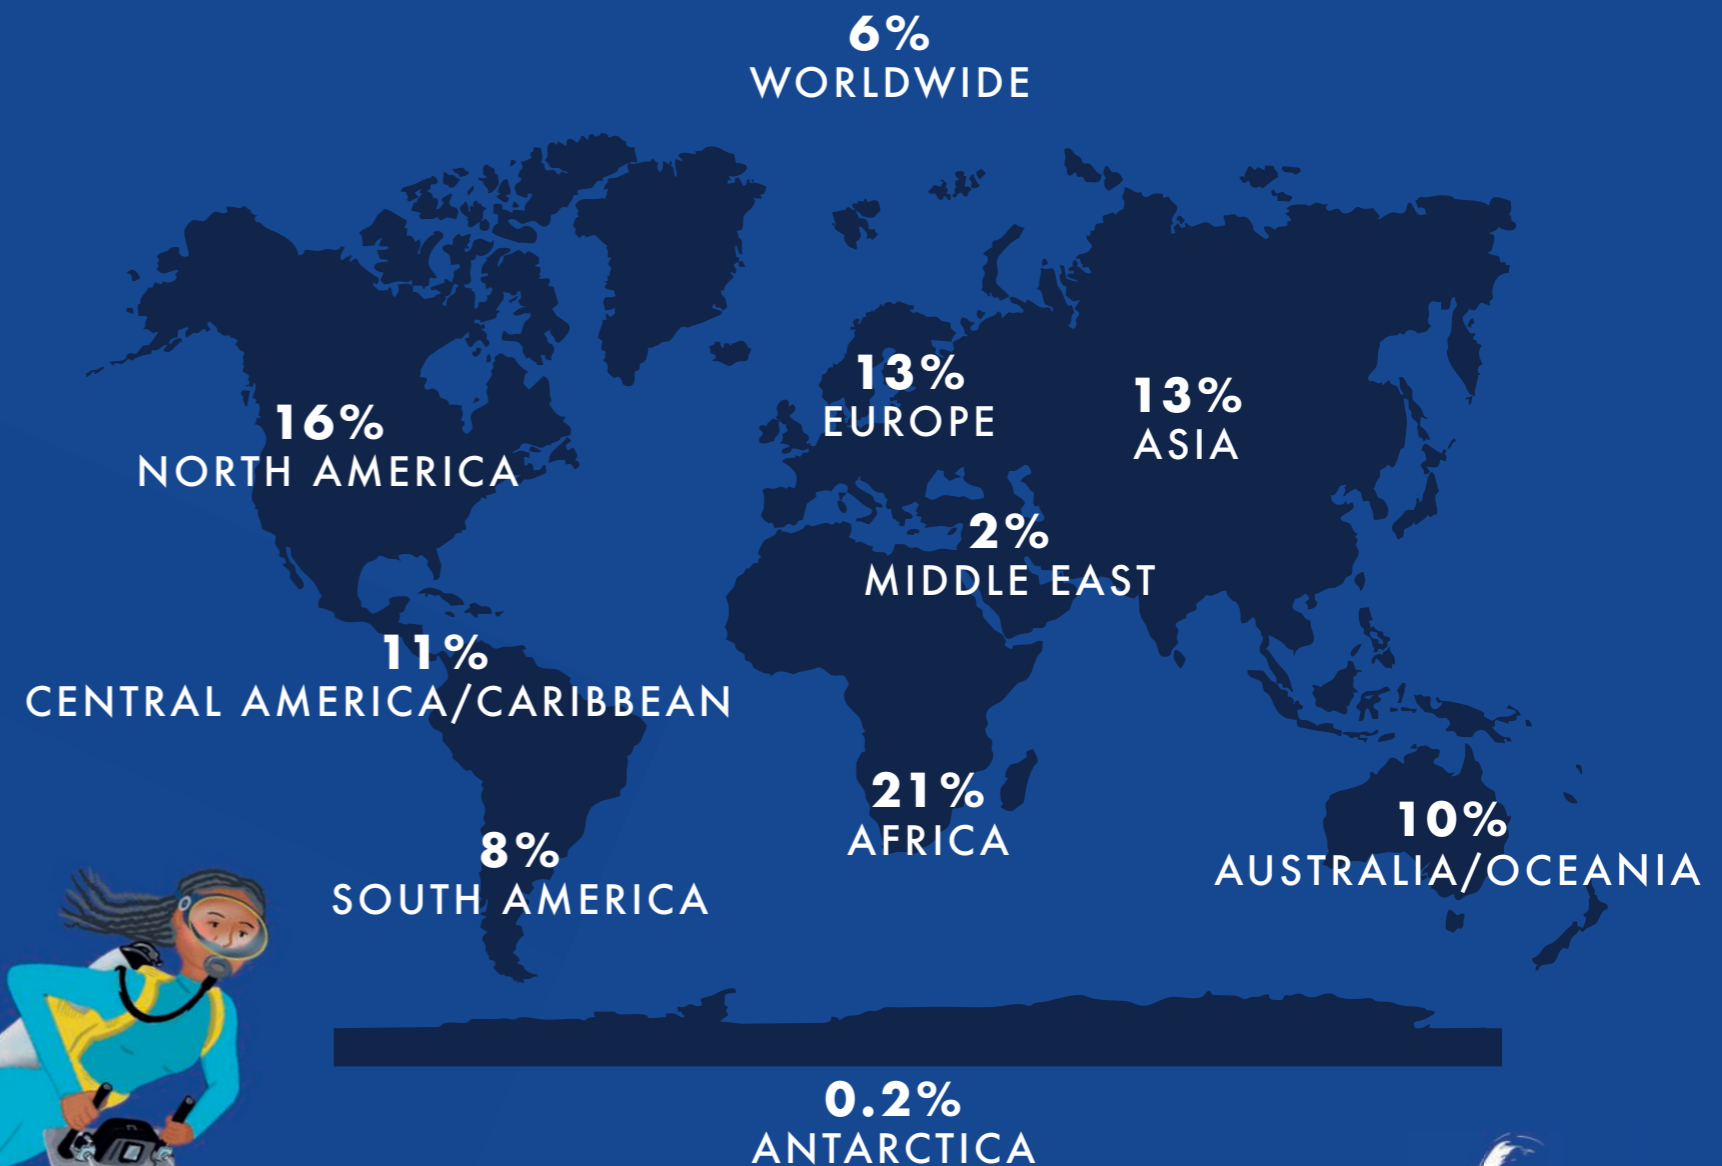 6%
WORLDWIDE
13%
EUROPE
13%
ASIA
16%
NORTH AMERICA
2%
MIDDLE EAST
11%
CENTRAL AMERICA/CARIBBEAN
21%
AFRICA
10%
AUSTRALIA/OCEANIA
8%
SOUTH AMERICA
0.2%
ANTARCTICA